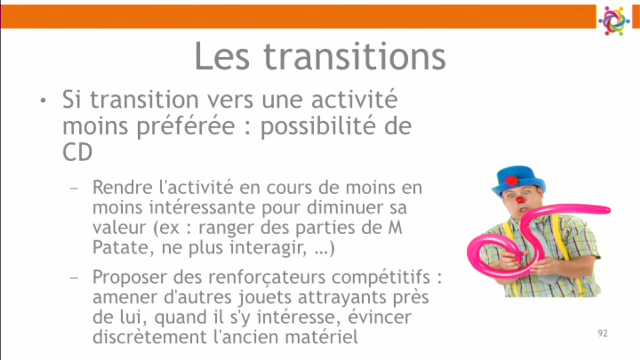 Les transitions
• Si transition vers une activité
moins préférée : possibilité de
CD
– Rendre l'activité en cours de moins en
moins intéressante pour diminuer sa
valeur (ex : ranger des parties de M
Patate, ne plus interagir, …)
– Proposer des renforçateurs compétitifs :
amener d'autres jouets attrayants près
de lui, quand il s'y intéresse, évincer
discrètement l'ancien matériel
92